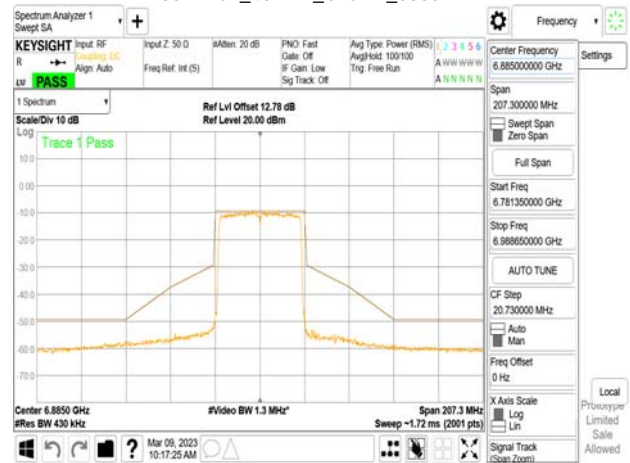 Spectrum Analyzer 1
Swept SA
Frequency
KEYSIGHT
R
LW
PASS
Input: RF
Coupling: DC
Align: Auto
Input Z: 50 Ω
Freq Ref: Int (S)
#Atten: 20 dB
PNO: Fast
Gate: Off
IF Gain: Low
Sig Track: Off
Avg Type: Power (RMS)
Avg|Hold: 100/100
Trig: Free Run
1 2 3 4 5 6
A W W W W W
A N N N N N
Center Frequency
6.885000000 GHz
Settings
Span
207.300000 MHz
Swept Span
Zero Span
Full Span
Start Freq
6.781350000 GHz
Stop Freq
6.988650000 GHz
AUTO TUNE
CF Step
20.730000 MHz
Auto
Man
Freq Offset
0 Hz
X Axis Scale
Log
Lin
Signal Track
(Span Zoom)
Local
Prototype
Limited
Sale
Allowed
1 Spectrum
Scale/Div 10 dB
Ref Lvl Offset 12.78 dB
Ref Level 20.00 dBm
Log
Trace 1 Pass
10.0
0.00
-10.0
-20.0
-30.0
-40.0
-50.0
-60.0
-70.0
Center 6.8850 GHz
#Res BW 430 kHz
#Video BW 1.3 MHz*
Span 207.3 MHz
Sweep ~1.72 ms (2001 pts)
?
Mar 09, 2023
10:17:25 AM